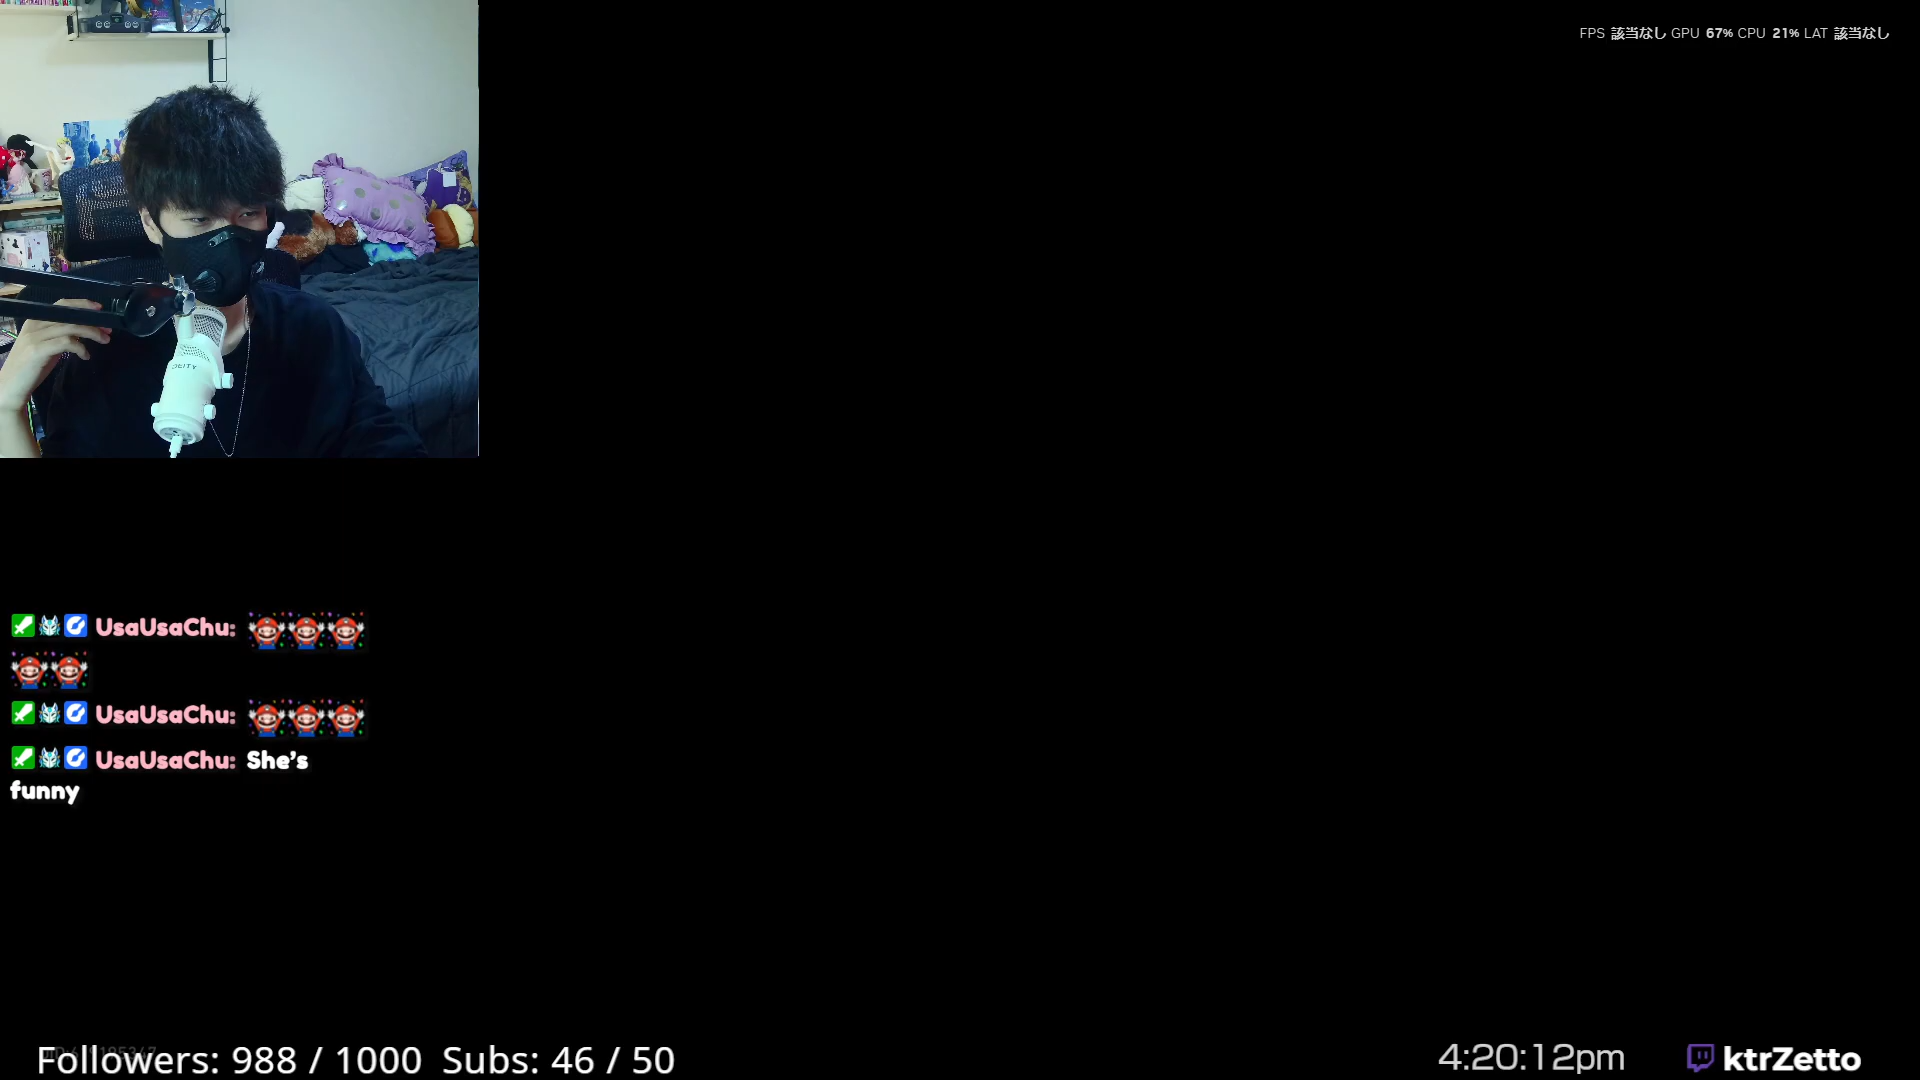 FPS 該当なし GPU 67% CPU 21% LAT 該当なし
DEITY
UsaUsaChu:
UsaUsaChu:
UsaUsaChu: She's
funny
Followers: 988 / 1000 Subs: 46 / 50
4:20:12pm
ktrZetto